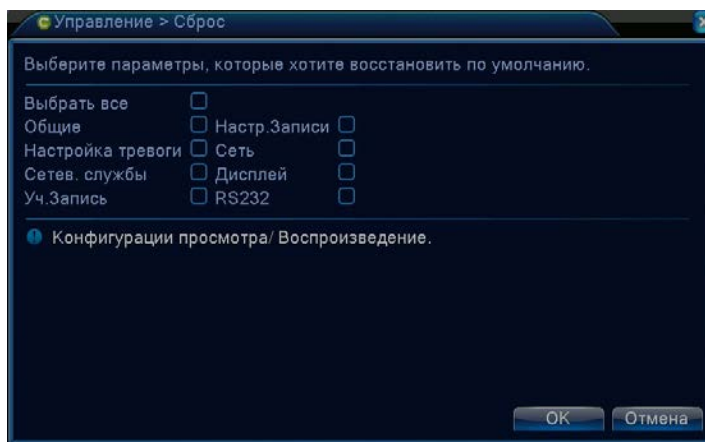 Управление > Сброс
Выберите параметры, которые хотите восстановить по умолчанию.
Выбрать все
Общие Настр.Записи
Настройка тревоги Сеть
Сетев. службы Дисплей
Уч.Запись RS232
Конфигурации просмотра/ Воспроизведение.
OK Отмена